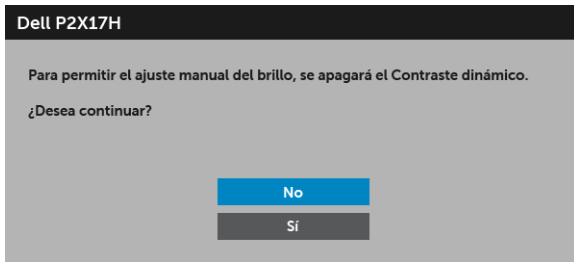 Dell P2X17H
Para permitir el ajuste manual del brillo, se apagará el Contraste dinámico.
¿Desea continuar?
No
Sí